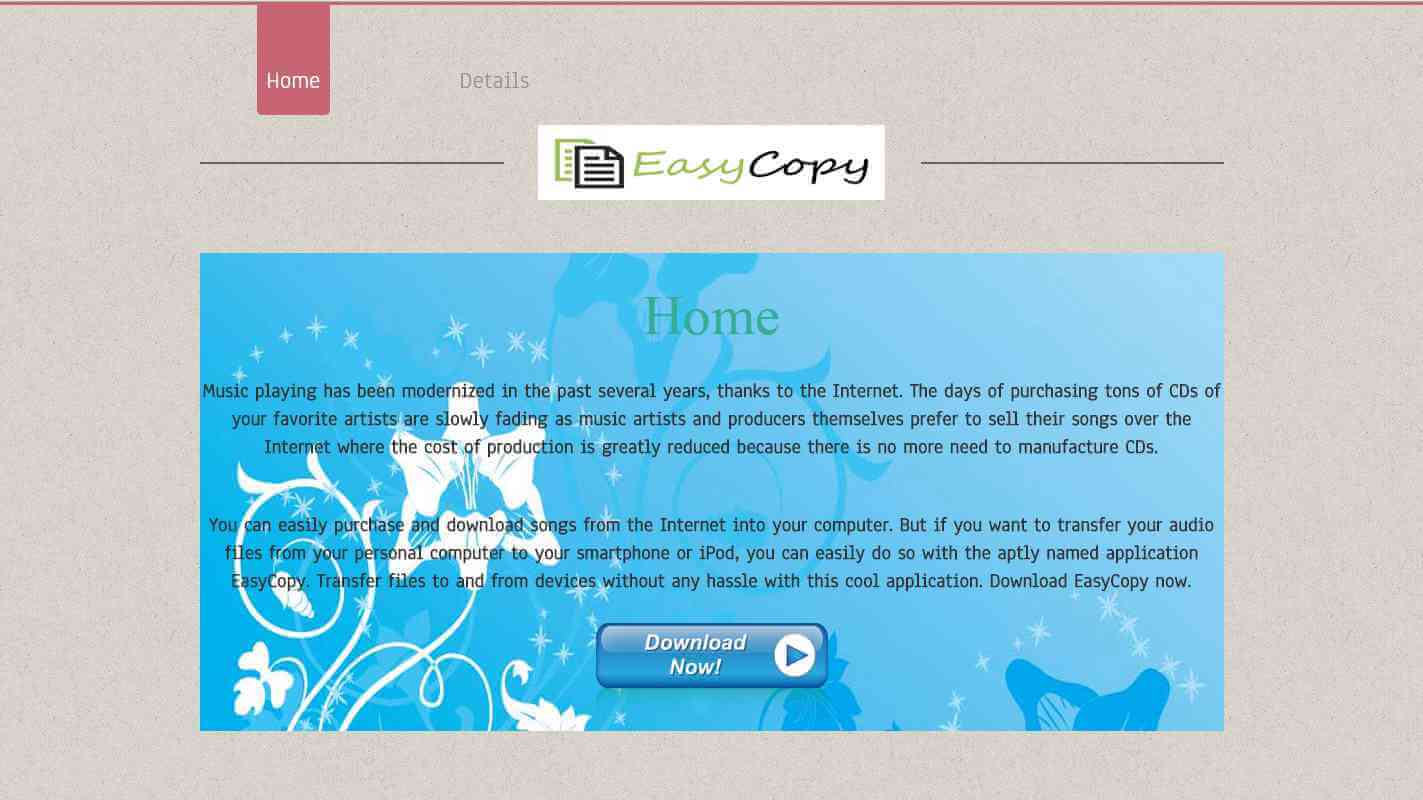 Home
Details
EasyCopy
Home
Music playing has been modernized in the past several years, thanks to the Internet. The days of purchasing tons of CDs of
your favorite artists are slowly fading as music artists and producers themselves prefer to sell their songs over the
Internet where the cost of production is greatly reduced because there is no more need to manufacture CDs.
You can easily purchase and download songs from the Internet into your computer. But if you want to transfer your audio
files from your personal computer to your smartphone or iPod, you can easily do so with the aptly named application
EasyCopy. Transfer files to and from devices without any hassle with this cool application. Download EasyCopy now.
Download
Now!